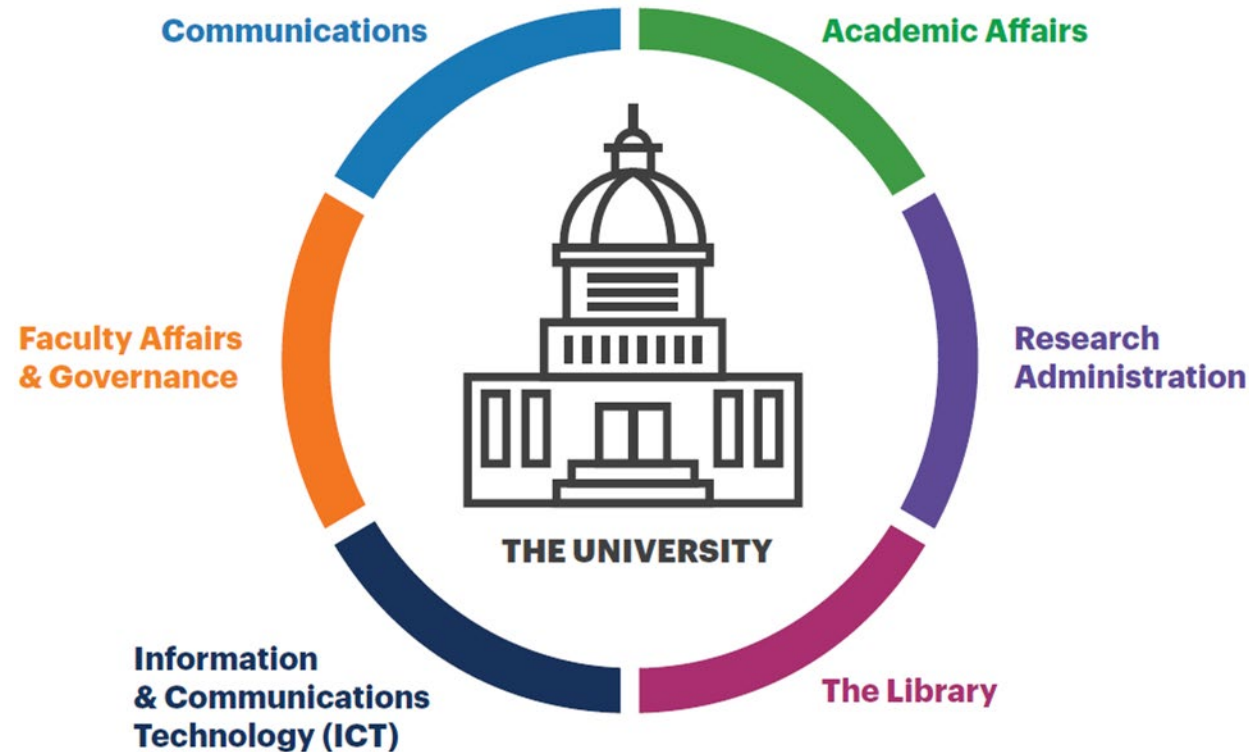 Communications
Academic Affairs
Faculty Affairs
& Governance
Research
Administration
THE UNIVERSITY
Information
& Communications
Technology (ICT)
The Library